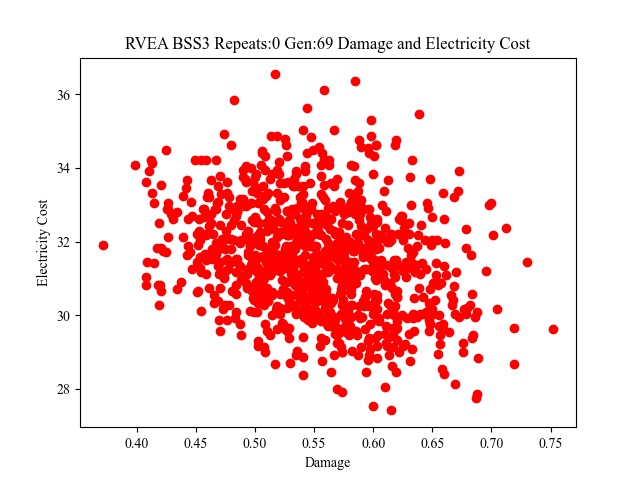 RVEA BSS3 Repeats:0 Gen:69 Damage and Electricity Cost
36
34
32
30
28
Electricity Cost
0.40 0.45 0.50 0.55 0.60 0.65 0.70 0.75
Damage